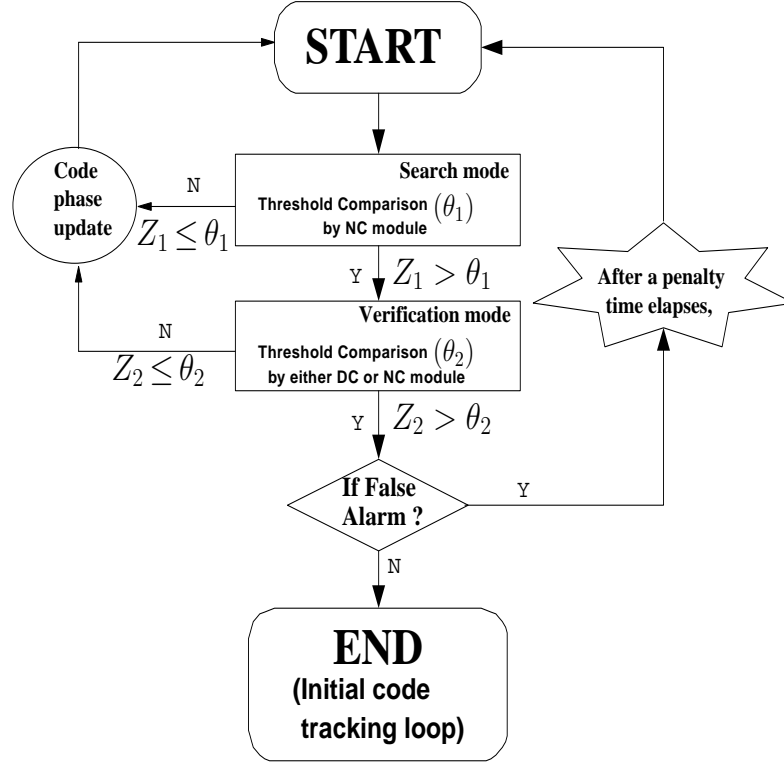 START
Search mode
Threshold Comparison (θ₁)
by NC module
N
Z₁ ≤ θ₁
Code
phase
update
Y
Z₁ > θ₁
Verification mode
Threshold Comparison (θ₂)
by either DC or NC module
N
Z₂ ≤ θ₂
Y
Z₂ > θ₂
If False
Alarm ?
Y
After a penalty
time elapses,
N
END
(Initial code
tracking loop)